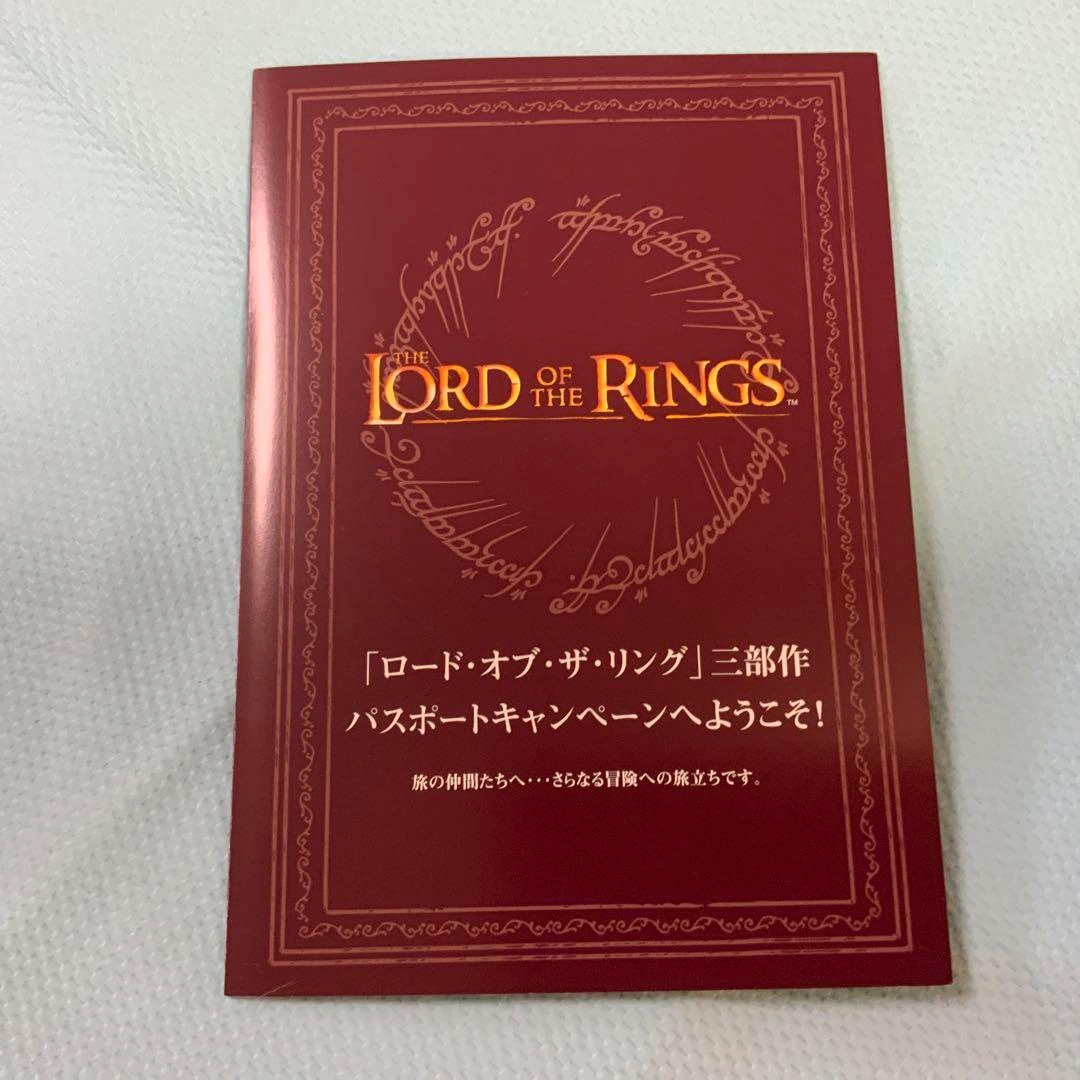 THE LORD OF THE RINGS™
「ロード・オブ・ザ・リング」三部作
パスポートキャンペーンへようこそ!
旅の仲間たちへ・・・さらなる冒険への旅立ちです。